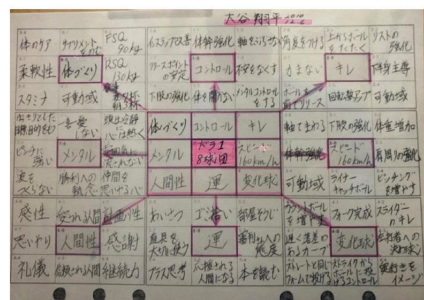 大谷翔平
体のケア サプリメントをのむ FSQ 90kg インステップ改善 体幹強化 軸をぶらさない 角度をつける 上からボールをたたく リストの強化
柔軟性 体づくり RSQ 130kg リリースポイントの安定 コントロール 不安をなくす 力まない キレ 下半身主導
スタミナ 可動域 食事 下肢の強化 体を開かない メンタルコントロールをする ボールを前でリリース 回転数アップ 可動域
はっきりとした目標、目的をもつ 一喜一憂しない 頭は冷静に心は熱く 体づくり コントロール キレ 軸でまわる 下肢の強化 体重増加
ピンチに強い メンタル 雰囲気に流されない メンタル ドラ1 8球団 スピード 160km/h 体幹強化 スピード 160km/h 肩周りの強化
波をつくらない 勝利への執念 仲間を思いやる心 人間性 運 変化球 可動域 ライナーキャッチボール ピッチングを増やす
感性 愛される人間 計画性 あいさつ ゴミ拾い 部屋そうじ カウントボールを増やす フォーク完成 スライダーのキレ
思いやり 人間性 感謝 道具を大切に使う 運 審判さんへの態度 遅く落差のあるカーブ 変化球 左打者への決め球
礼儀 信頼される人間 継続力 プラス思考 応援される人間になる 本を読む ストレートと同じフォームで投げる ストライクからボールに投げるコントロール 奥行きをイメージ